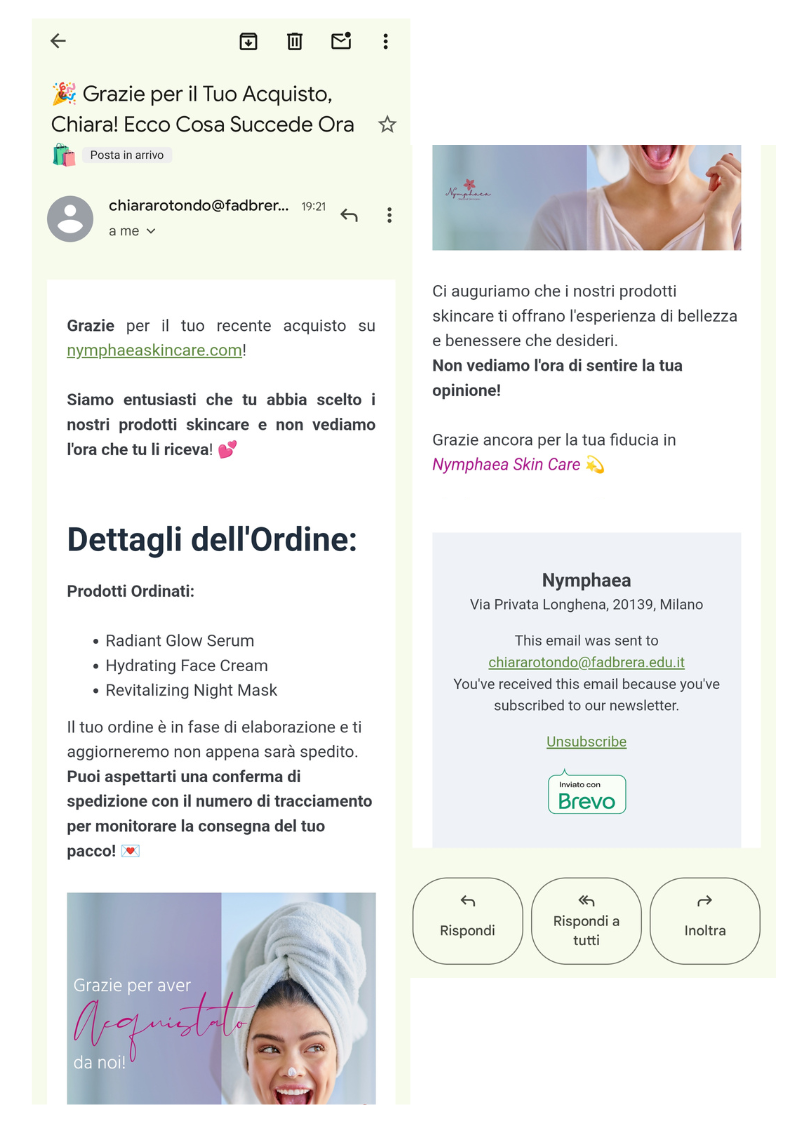 🎉 Grazie per il Tuo Acquisto,
Chiara! Ecco Cosa Succede Ora
🛍️ Posta in arrivo
chiararotondo@fadbrer... 19:21
a me
Grazie per il tuo recente acquisto su
nymphaeaskincare.com!
Siamo entusiasti che tu abbia scelto i
nostri prodotti skincare e non vediamo
l'ora che tu li riceva! 💕
Dettagli dell'Ordine:
Prodotti Ordinati:
• Radiant Glow Serum
• Hydrating Face Cream
• Revitalizing Night Mask
Il tuo ordine è in fase di elaborazione e ti
aggiorneremo non appena sarà spedito.
Puoi aspettarti una conferma di
spedizione con il numero di tracciamento
per monitorare la consegna del tuo
pacco! 💌
Grazie per aver
Acquistato
da noi!
Nymphaea
Ci auguriamo che i nostri prodotti
skincare ti offrano l'esperienza di bellezza
e benessere che desideri.
Non vediamo l'ora di sentire la tua
opinione!
Grazie ancora per la tua fiducia in
Nymphaea Skin Care 💫
Nymphaea
Via Privata Longhena, 20139, Milano
This email was sent to
chiararotondo@fadbrera.edu.it
You've received this email because you've
subscribed to our newsletter.
Unsubscribe
Inviato con
Brevo
Rispondi
Rispondi a
tutti
Inoltra